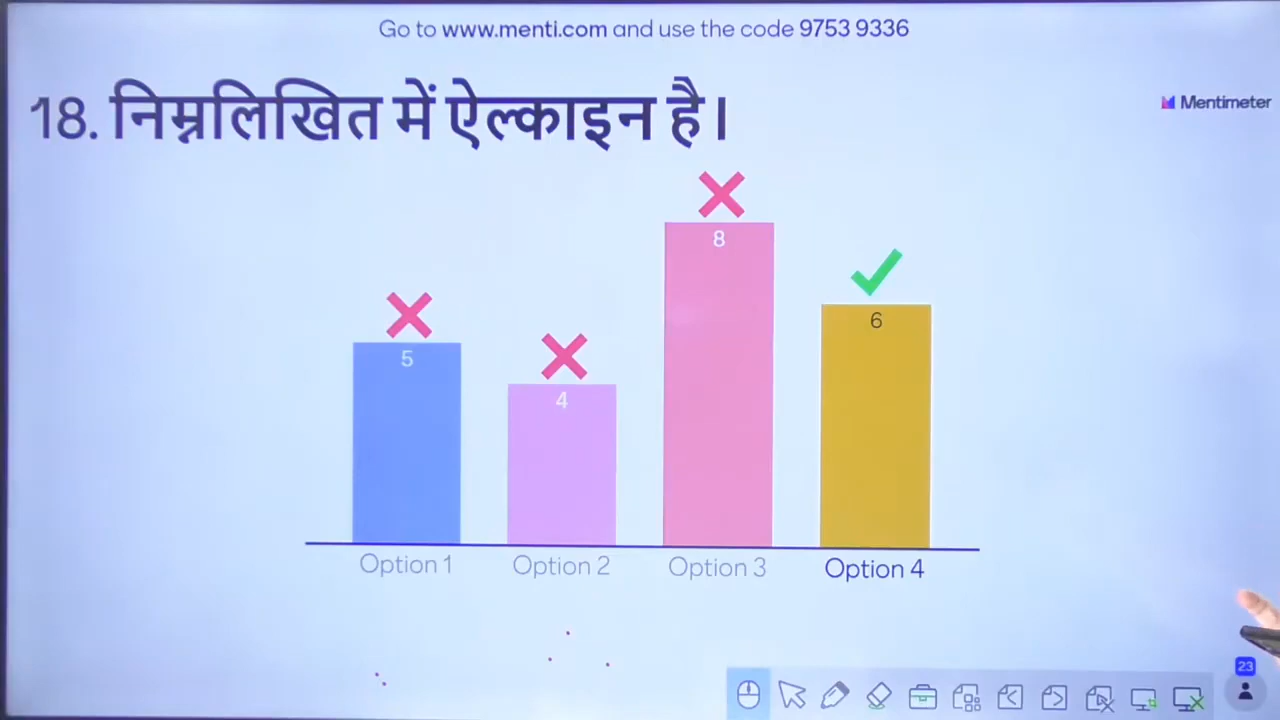 Go to www.menti.com and use the code 9753 9336
18. निम्नलिखित में ऐल्काइन है।
Mentimeter
8
6
5
4
Option 1 Option 2 Option 3 Option 4
23